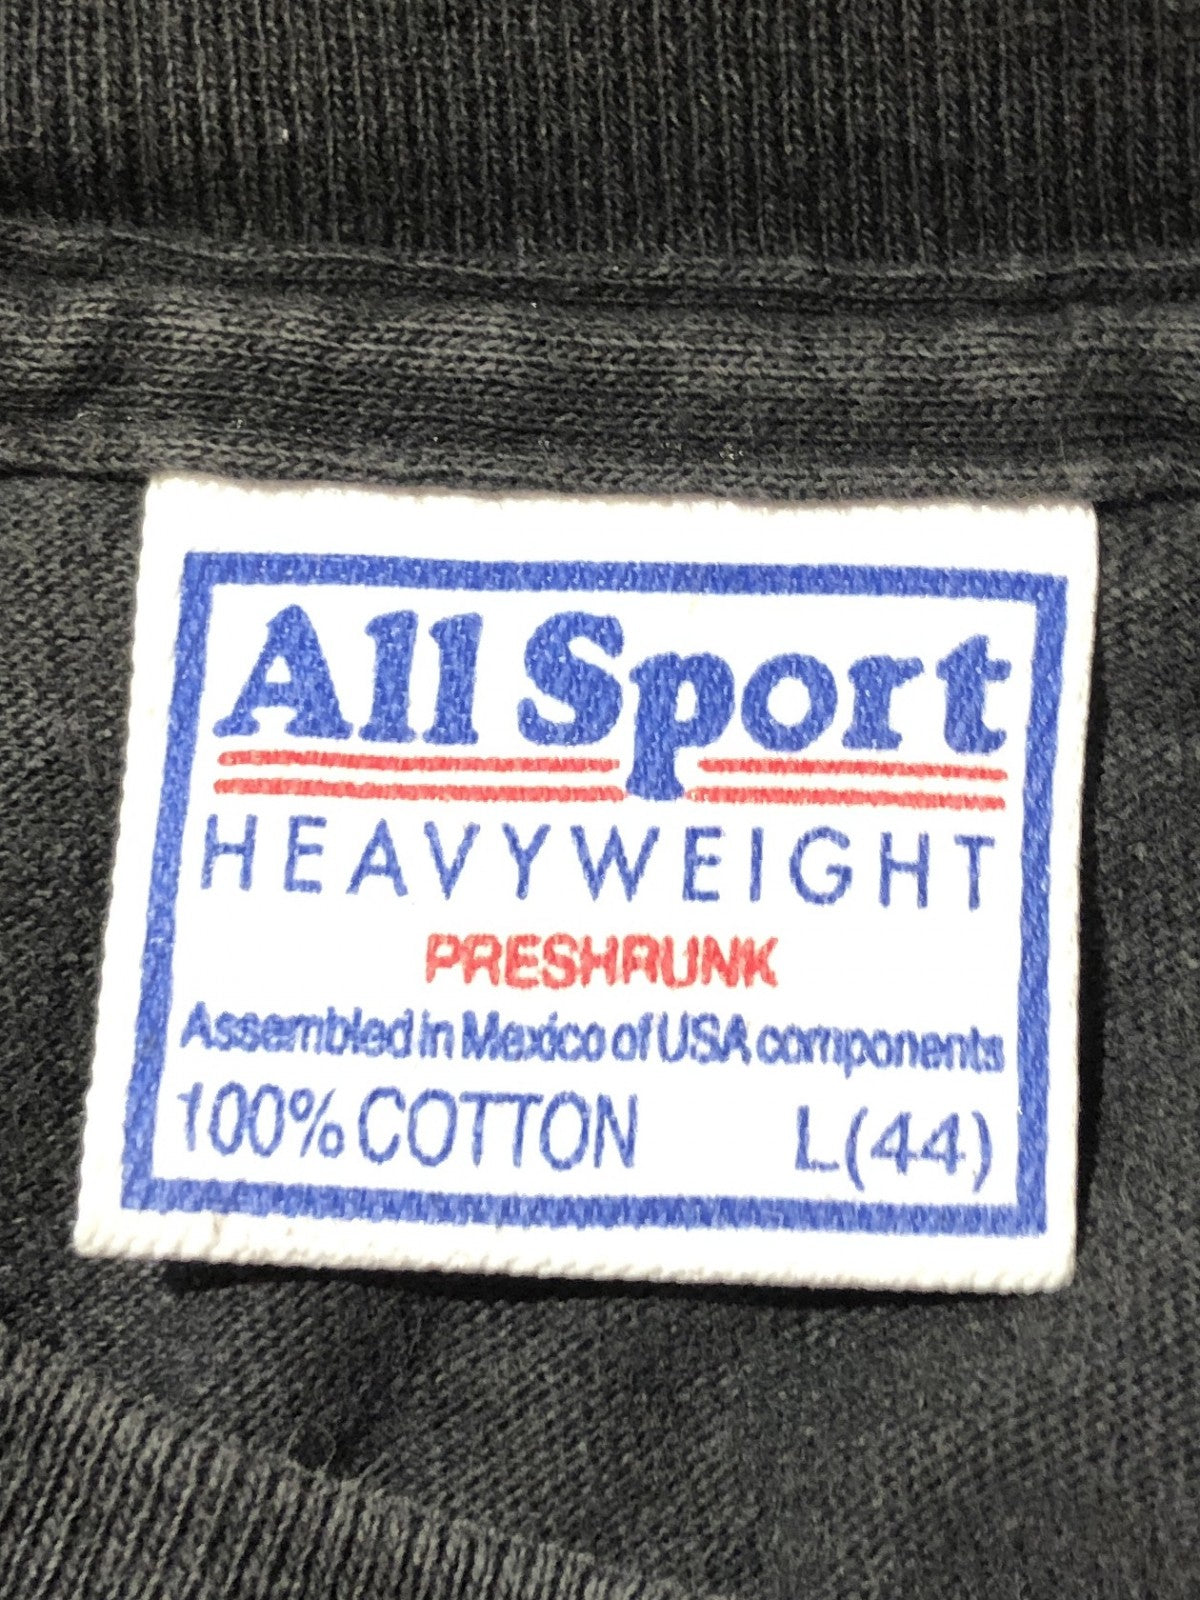 All Sport
HEAVYWEIGHT
PRESHRUNK
Assembled in Mexico of USA components
100% COTTON L(44)